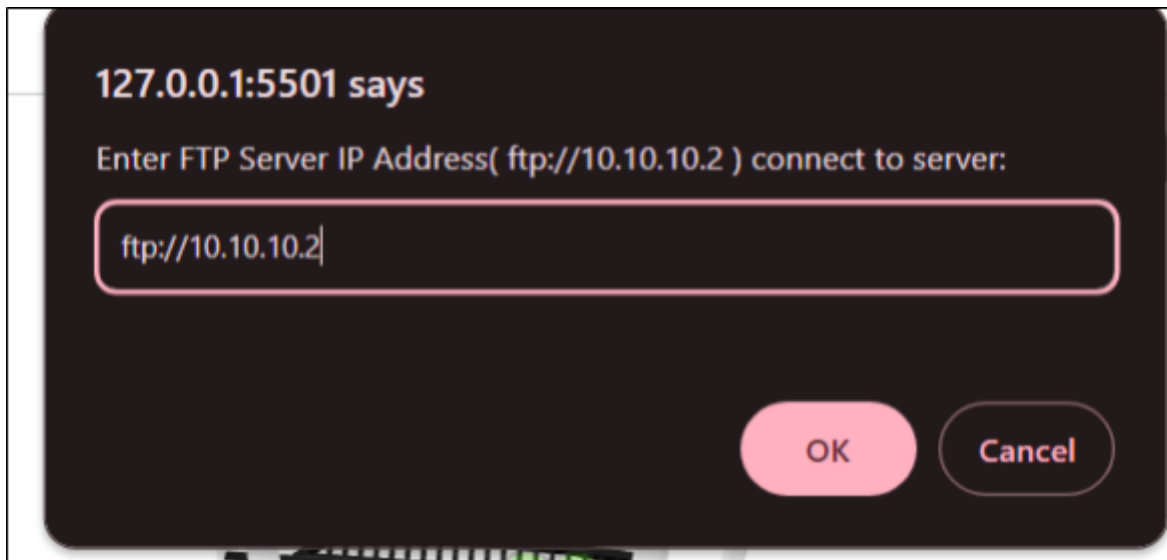 127.0.0.1:5501 says
Enter FTP Server IP Address( ftp://10.10.10.2 ) connect to server:
ftp://10.10.10.2
OK
Cancel